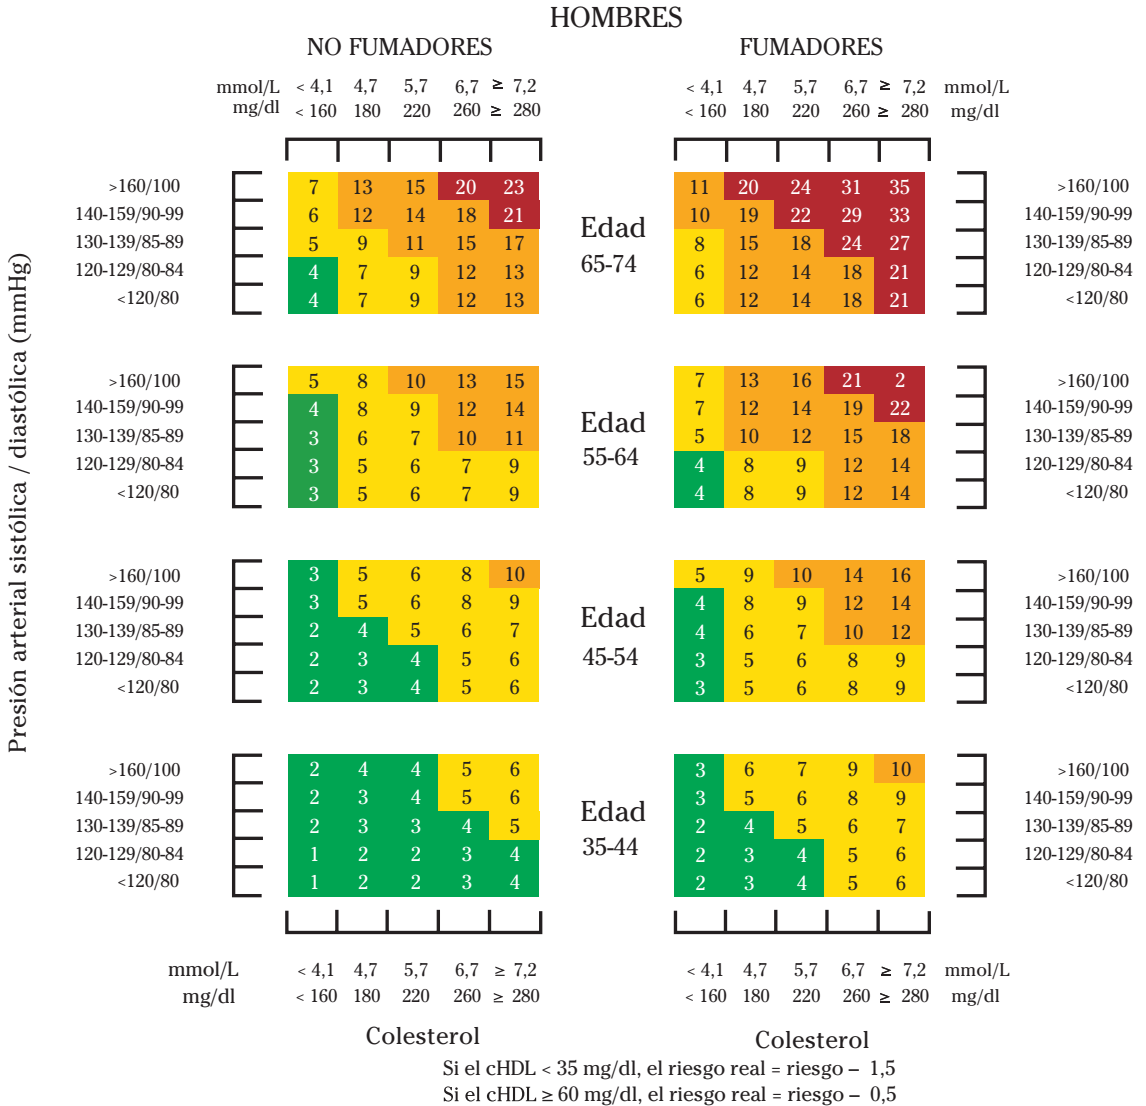 HOMBRES
NO FUMADORES FUMADORES
mmol/L < 4,1 4,7 5,7 6,7 ≥ 7,2 < 4,1 4,7 5,7 6,7 ≥ 7,2 mmol/L
mg/dl < 160 180 220 260 ≥ 280 < 160 180 220 260 ≥ 280 mg/dl
Presión arterial sistólica / diastólica (mmHg)
>160/100 7 13 15 20 23 11 20 24 31 35 >160/100
140-159/90-99 6 12 14 18 21 10 19 22 29 33 140-159/90-99
Edad
130-139/85-89 5 9 11 15 17 8 15 18 24 27 130-139/85-89
65-74
120-129/80-84 4 7 9 12 13 6 12 14 18 21 120-129/80-84
<120/80 4 7 9 12 13 6 12 14 18 21 <120/80
>160/100 5 8 10 13 15 7 13 16 21 2 >160/100
140-159/90-99 4 8 9 12 14 7 12 14 19 22 140-159/90-99
Edad
130-139/85-89 3 6 7 10 11 5 10 12 15 18 130-139/85-89
55-64
120-129/80-84 3 5 6 7 9 4 8 9 12 14 120-129/80-84
<120/80 3 5 6 7 9 4 8 9 12 14 <120/80
>160/100 3 5 6 8 10 5 9 10 14 16 >160/100
140-159/90-99 3 5 6 8 9 4 8 9 12 14 140-159/90-99
Edad
130-139/85-89 2 4 5 6 7 4 6 7 10 12 130-139/85-89
45-54
120-129/80-84 2 3 4 5 6 3 5 6 8 9 120-129/80-84
<120/80 2 3 4 5 6 3 5 6 8 9 <120/80
>160/100 2 4 4 5 6 3 6 7 9 10 >160/100
140-159/90-99 2 3 4 5 6 3 5 6 8 9 140-159/90-99
Edad
130-139/85-89 2 3 3 4 5 2 4 5 6 7 130-139/85-89
35-44
120-129/80-84 1 2 2 3 4 2 3 4 5 6 120-129/80-84
<120/80 1 2 2 3 4 2 3 4 5 6 <120/80
mmol/L < 4,1 4,7 5,7 6,7 ≥ 7,2 < 4,1 4,7 5,7 6,7 ≥ 7,2 mmol/L
mg/dl < 160 180 220 260 ≥ 280 < 160 180 220 260 ≥ 280 mg/dl
Colesterol Colesterol
Si el cHDL < 35 mg/dl, el riesgo real = riesgo – 1,5
Si el cHDL ≥ 60 mg/dl, el riesgo real = riesgo – 0,5